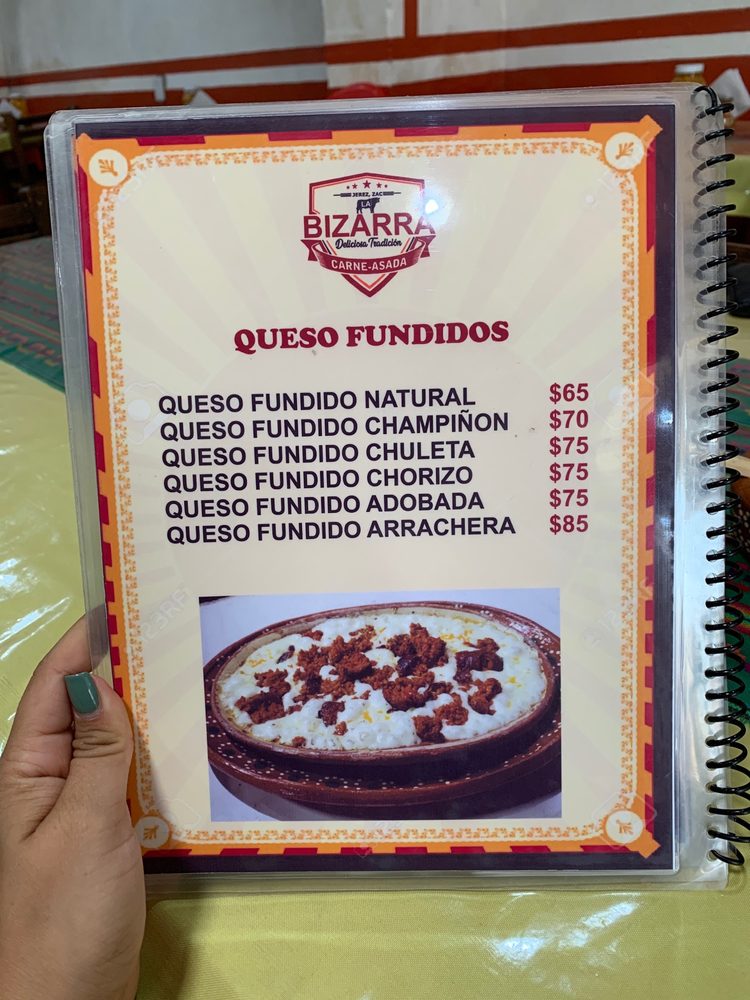 JEREZ, ZAC
LA
BIZARRA
Deliciosa Tradición
CARNE-ASADA
QUESO FUNDIDOS
QUESO FUNDIDO NATURAL $65
QUESO FUNDIDO CHAMPIÑON $70
QUESO FUNDIDO CHULETA $75
QUESO FUNDIDO CHORIZO $75
QUESO FUNDIDO ADOBADA $75
QUESO FUNDIDO ARRACHERA $85
123RF